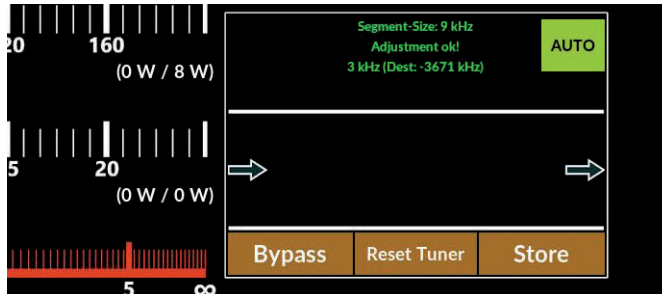 20 160
(0 W / 8 W)
5 20
(0 W / 0 W)
5 ∞
Segment-Size: 9 kHz
Adjustment ok!
3 kHz (Dest: -3671 kHz)
AUTO
Bypass
Reset Tuner
Store